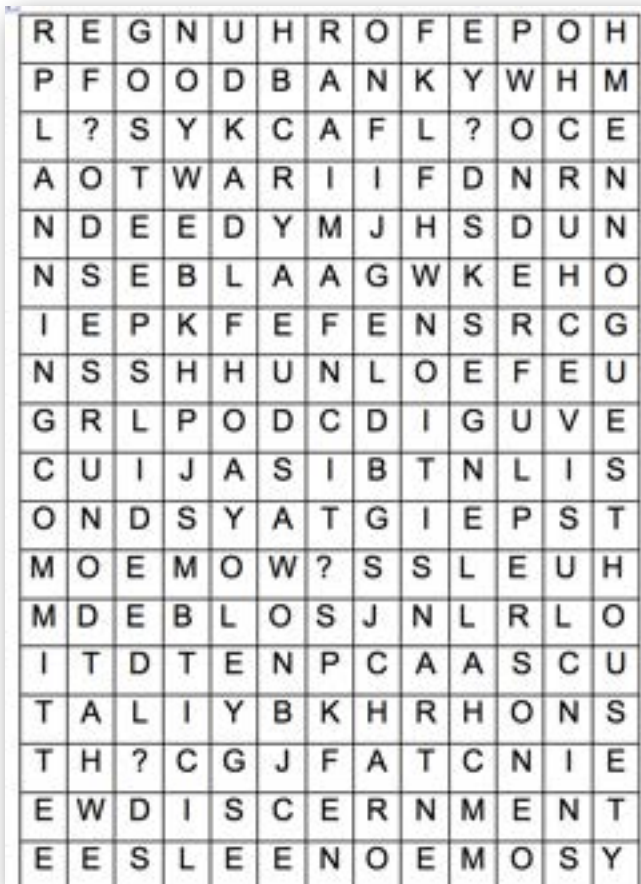 R E G N U H R O F E P O H
P F O O D B A N K Y W H M
L ? S Y K C A F L ? O C E
A O T W A R I I F D N R N
N D E E D Y M J H S D U N
N S E B L A A G W K E H O
I E P K F E F E N S R C G
N S S H H U N L O E F E U
G R L P O D C D I G U V E
C U I J A S I B T N L I S
O N D S Y A T G I E P S T
M O E M O W ? S S L E U H
M D E B L O S J N L R L O
I T D T E N P C A A S C U
T A L I Y B K H R H O N S
T H ? C G J F A T C N I E
E W D I S C E R N M E N T
E E S L E E N O E M O S Y